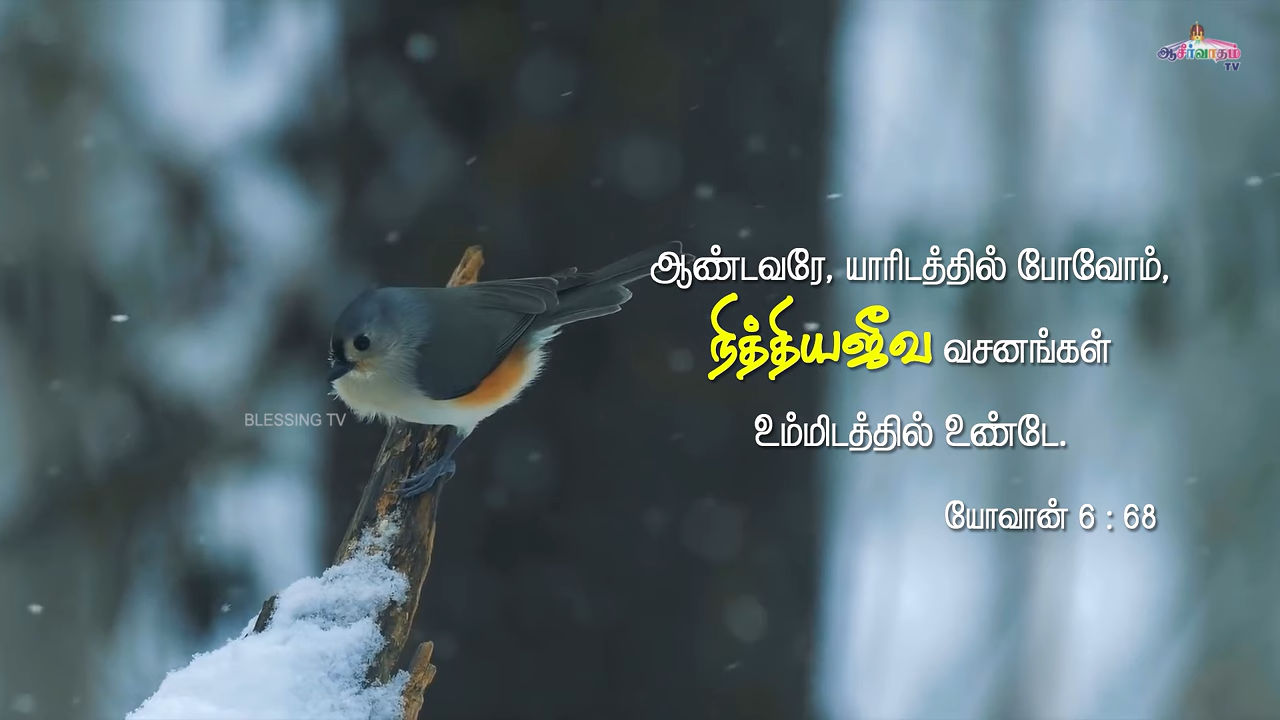 ஆசீர்வாதம்
TV
ஆண்டவரே, யாரிடத்தில் போவோம்,
நித்தியஜீவ வசனங்கள்
உம்மிடத்தில் உண்டே.
யோவான் 6 : 68
BLESSING TV